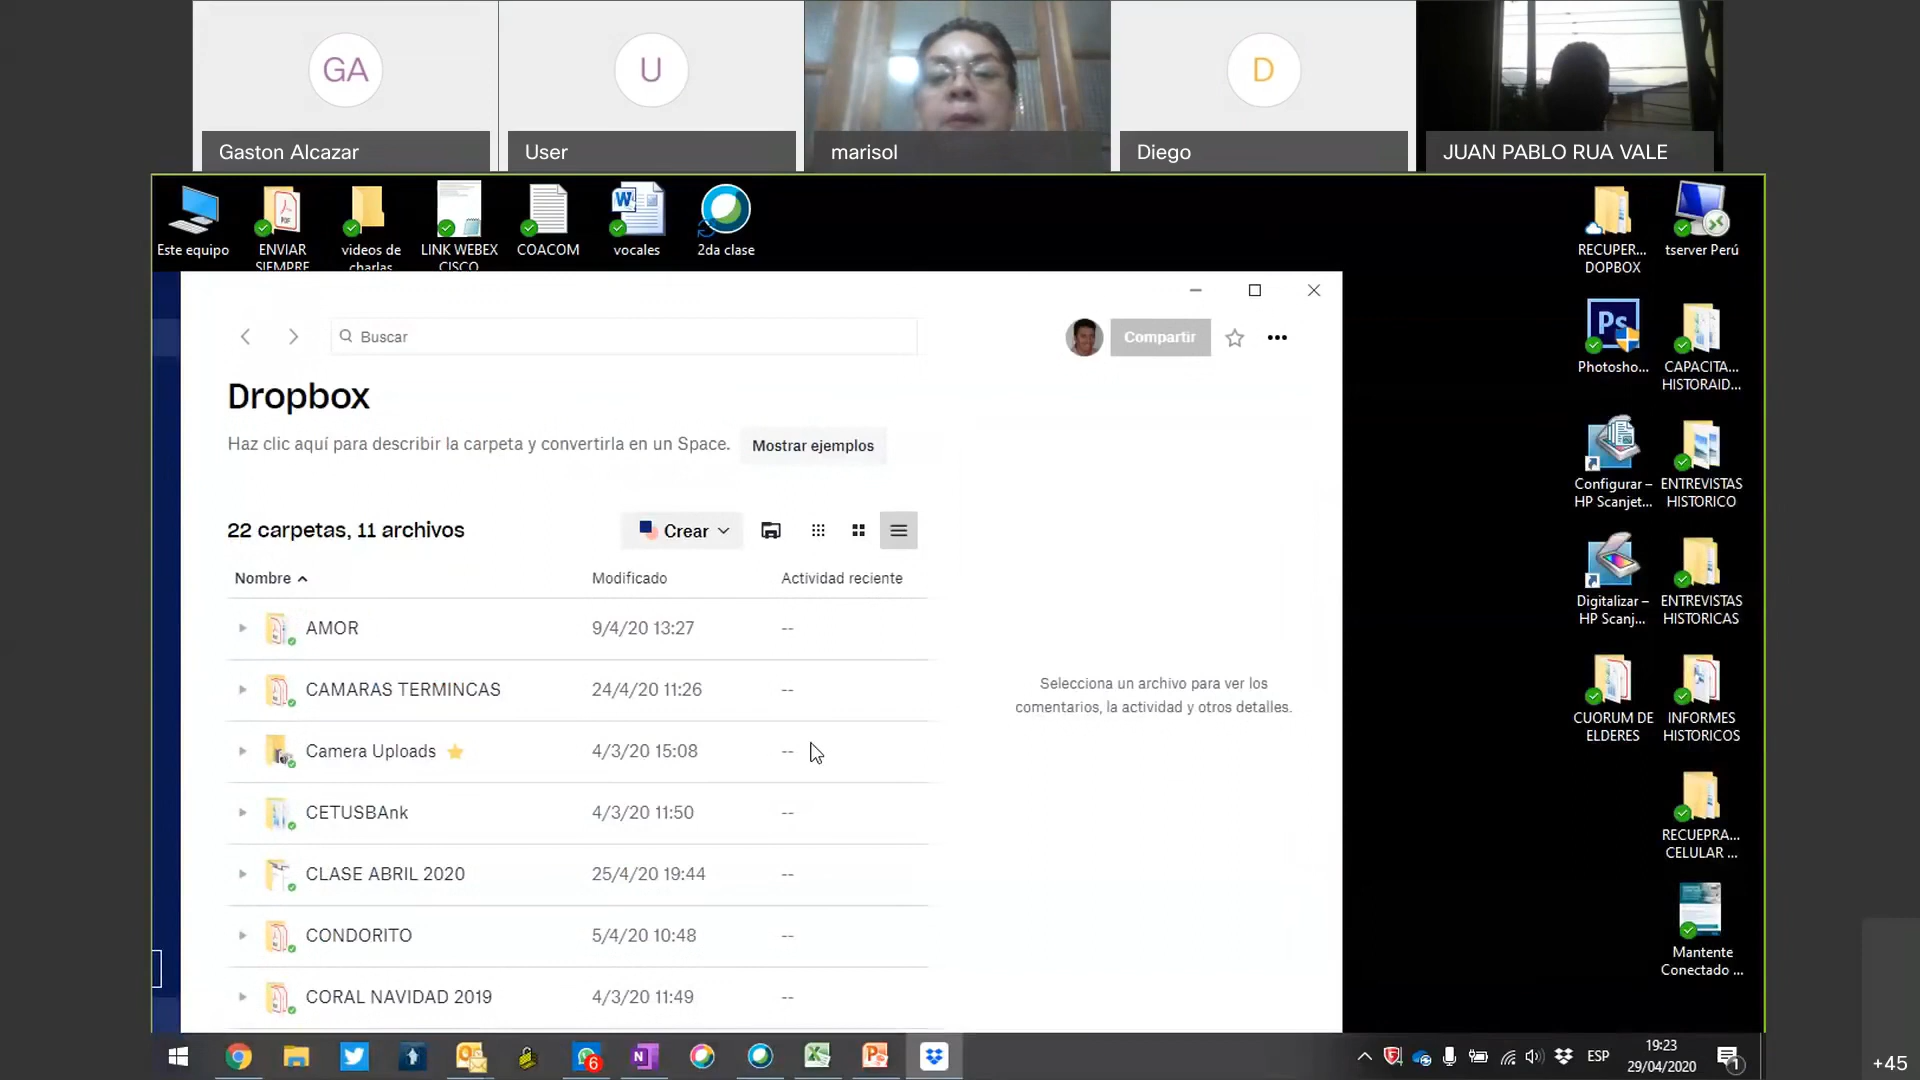 GA
U
D
Gaston Alcazar
User
marisol
Diego
JUAN PABLO RUA VALE
Este equipo
ENVIAR
SIEMPRE
videos de
charlas
LINK WEBEX
CISCO
COACOM
vocales
2da clase
RECUPER...
DOPBOX
tserver Perú
Buscar
Compartir
Dropbox
Haz clic aquí para describir la carpeta y convertirla en un Space.
Mostrar ejemplos
22 carpetas, 11 archivos
Crear
Nombre
Modificado
Actividad reciente
AMOR
9/4/20 13:27
--
CAMARAS TERMINCAS
24/4/20 11:26
--
Camera Uploads
4/3/20 15:08
--
CETUSBAnk
4/3/20 11:50
--
CLASE ABRIL 2020
25/4/20 19:44
--
CONDORITO
5/4/20 10:48
--
CORAL NAVIDAD 2019
4/3/20 11:49
--
Selecciona un archivo para ver los
comentarios, la actividad y otros detalles.
Ps
Photosho...
CAPACITA...
HISTORAID...
Configurar –
HP Scanjet...
ENTREVISTAS
HISTORICO
Digitalizar –
HP Scanj...
ENTREVISTAS
HISTORICAS
CUORUM DE
ELDERES
INFORMES
HISTORICOS
RECUEPRA...
CELULAR ...
Mantente
Conectado ...
6
ESP
19:23
29/04/2020
1
+45